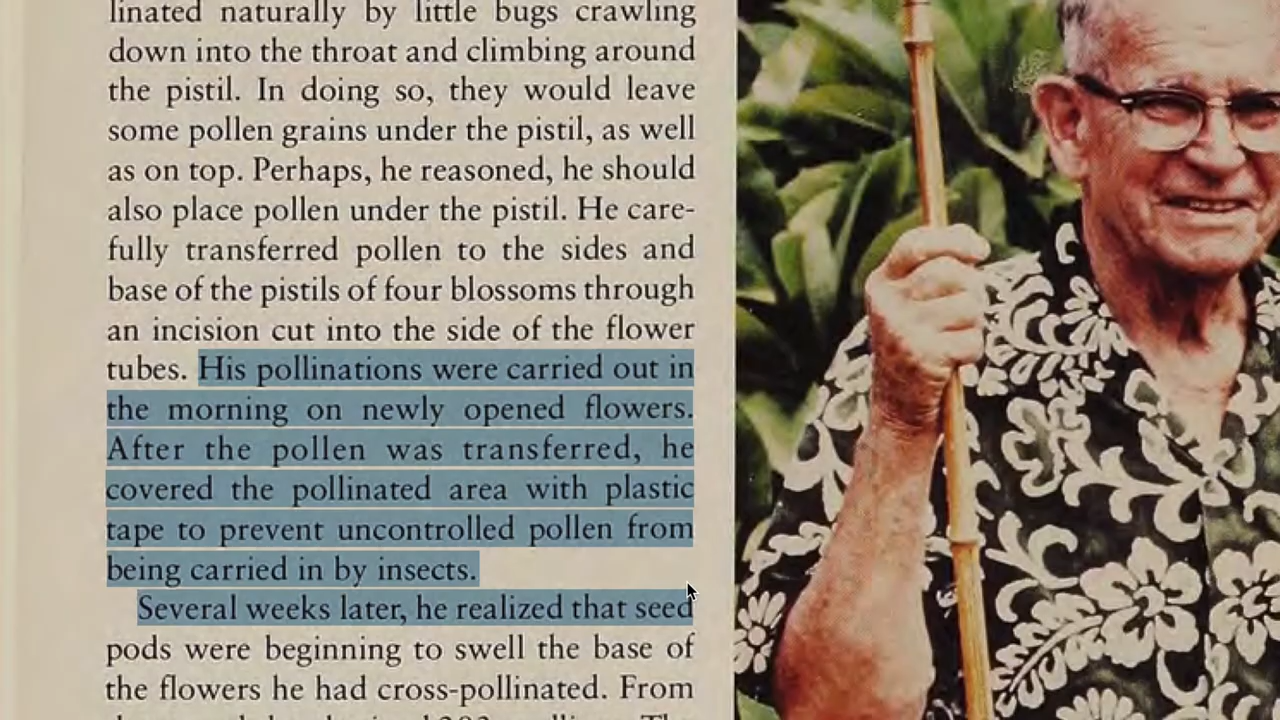 linated naturally by little bugs crawling
down into the throat and climbing around
the pistil. In doing so, they would leave
some pollen grains under the pistil, as well
as on top. Perhaps, he reasoned, he should
also place pollen under the pistil. He care-
fully transferred pollen to the sides and
base of the pistils of four blossoms through
an incision cut into the side of the flower
tubes. His pollinations were carried out in
the morning on newly opened flowers.
After the pollen was transferred, he
covered the pollinated area with plastic
tape to prevent uncontrolled pollen from
being carried in by insects.
Several weeks later, he realized that seed
pods were beginning to swell the base of
the flowers he had cross-pollinated. From